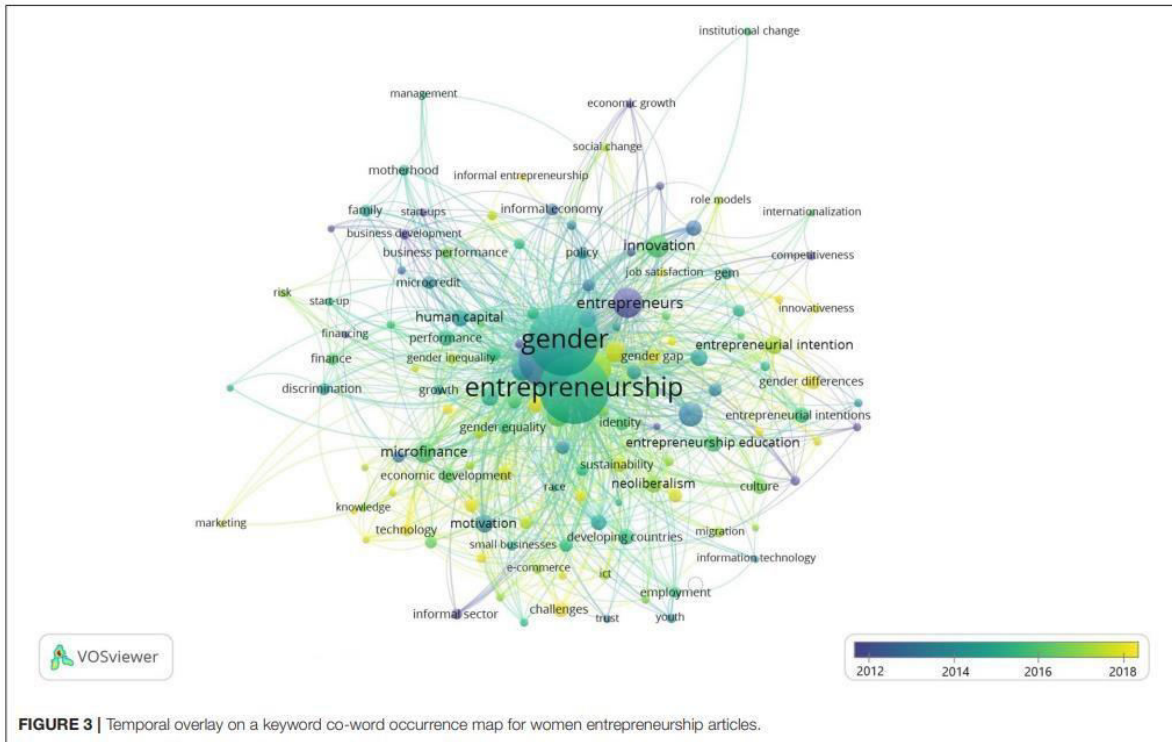 institutional change
management
economic growth
social change
motherhood
informal entrepreneurship
role models
family
start-ups
informal economy
internationalization
business development
innovation
business performance
policy
competitiveness
job satisfaction
gem
microcredit
risk
start-up
entrepreneurs
innovativeness
human capital
financing
performance
gender
entrepreneurial intention
finance
gender inequality
gender gap
gender differences
discrimination
growth
entrepreneurship
entrepreneurial intentions
gender equality
identity
entrepreneurship education
microfinance
sustainability
economic development
race
neoliberalism
culture
knowledge
marketing
technology
motivation
migration
developing countries
small businesses
information technology
e-commerce
ict
employment
informal sector
challenges
trust
youth
VOSviewer
2012 2014 2016 2018
FIGURE 3 | Temporal overlay on a keyword co-word occurrence map for women entrepreneurship articles.